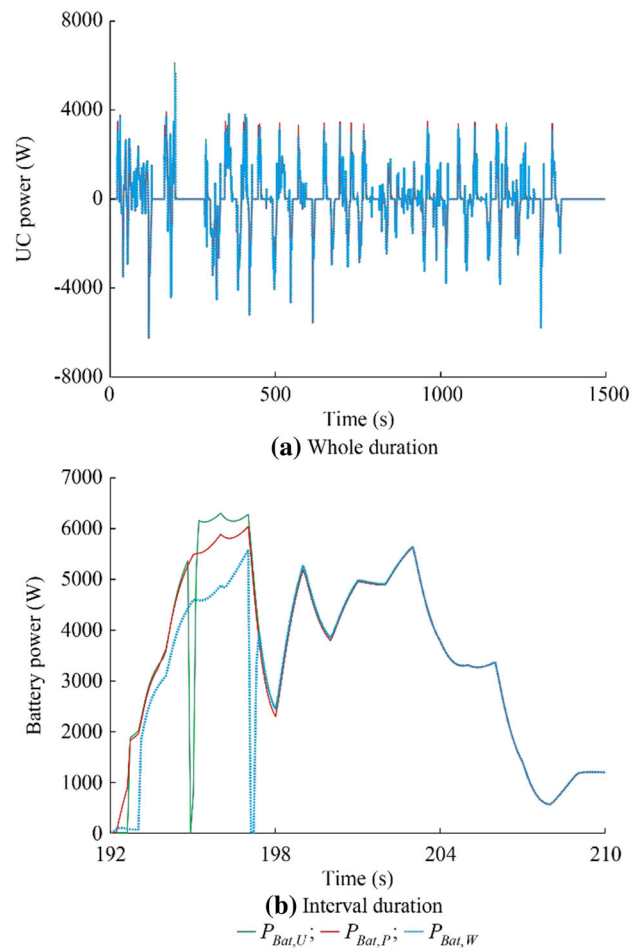 8000
4000
0
-4000
-8000
UC power (W)
0 500 1000 1500
Time (s)
(a) Whole duration
7000
6000
5000
4000
3000
2000
1000
0
Battery power (W)
192 198 204 210
Time (s)
(b) Interval duration
P_{Bat,U}; P_{Bat,P}; P_{Bat,W}